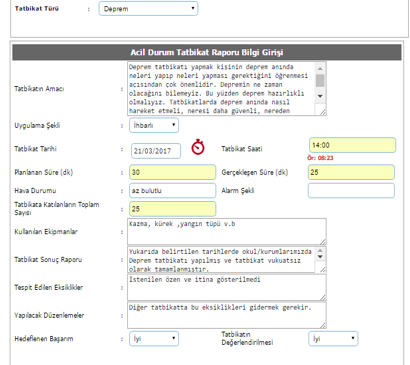 Tatbikat Türü : Deprem
Acil Durum Tatbikat Raporu Bilgi Girişi
Tatbikatın Amacı :
Deprem tatbikatı yapmak kişinin deprem anında
neleri yapıp neleri yapması gerektiğini öğrenmesi
açısından çok önemlidir. Depremin ne zaman
olacağını bilemeyiz. Bu yüzden deprem hazırlıklı
olmalıyız. Tatbikatlarda deprem anında nasıl
hareket etmeli, neresi daha güvenli, nereden
Uygulama Şekli : İhbarlı
Tatbikat Tarihi : 21/03/2017 Tatbikat Saati : 14:00
Ör: 08:23
Planlanan Süre (dk) : 30 Gerçekleşen Süre (dk) : 25
Hava Durumu : az bulutlu Alarm Şekli :
Tatbikata Katılanların Toplam
Sayısı : 25
Kullanılan Ekipmanlar : Kazma, kürek ,yangın tüpü v.b
Tatbikat Sonuç Raporu :
Yukarıda belirtilen tarihlerde okul/kurumlarımızda
Deprem tatbikatı yapılmış ve tatbikat vukuatsız
olarak tamamlanmıştır.
Tespit Edilen Eksiklikler : İstenilen özen ve itina gösterilmedi
Yapılacak Düzenlemeler : Diğer tatbikatta bu eksiklikleri gidermek gerekir.
Hedeflenen Başarım : İyi Tatbikatın
Değerlendirilmesi : İyi